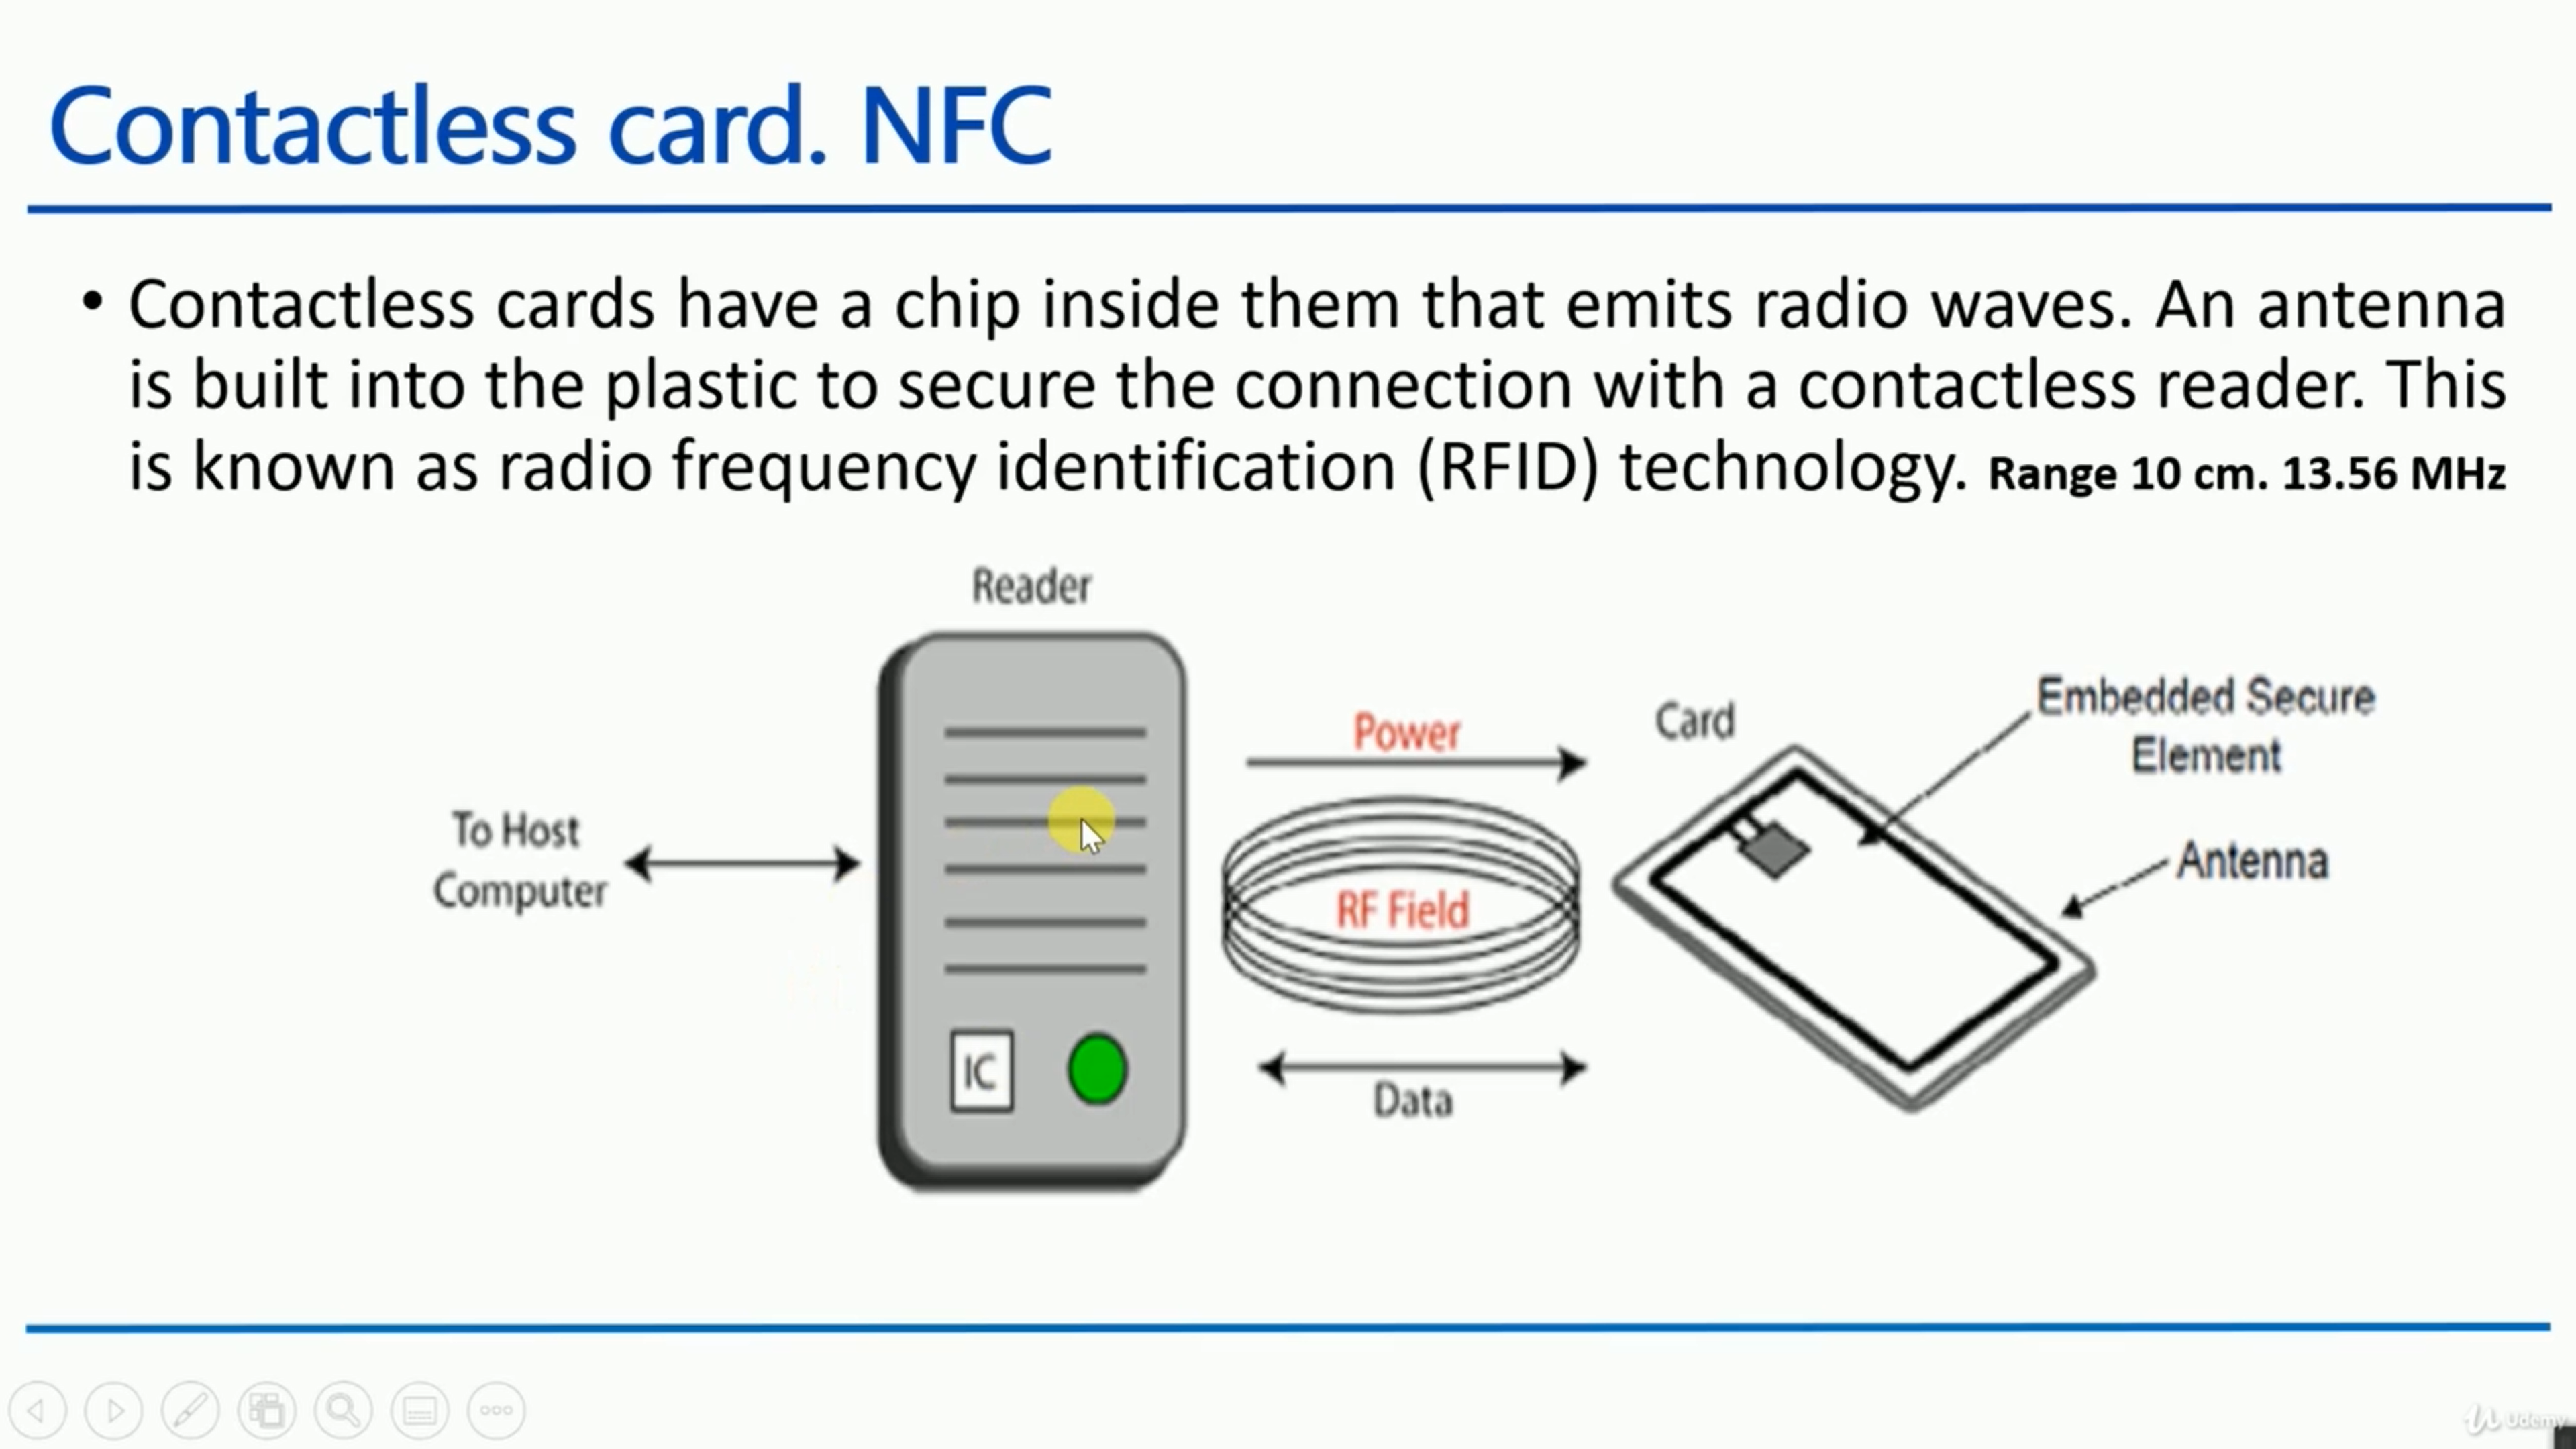 Contactless card. NFC
• Contactless cards have a chip inside them that emits radio waves. An antenna
is built into the plastic to secure the connection with a contactless reader. This
is known as radio frequency identification (RFID) technology. Range 10 cm. 13.56 MHz
Reader
To Host
Computer
IC
Power
RF Field
Data
Card
Embedded Secure
Element
Antenna
Udemy